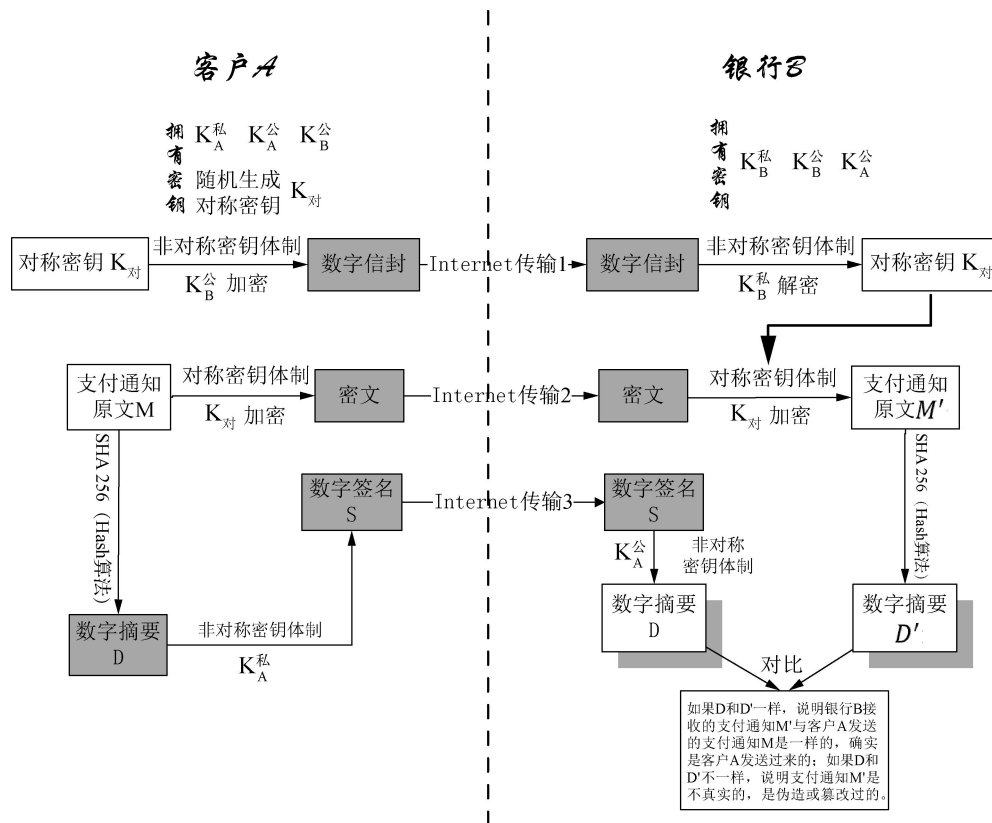 客户A
银行B
拥有密钥
K私A K公A K公B
随机生成
对称密钥 K对
拥有密钥
K私B K公B K公A
对称密钥 K对
非对称密钥体制
K公B 加密
数字信封
Internet传输1
数字信封
非对称密钥体制
K私B 解密
对称密钥 K对
支付通知
原文M
对称密钥体制
K对 加密
密文
Internet传输2
密文
对称密钥体制
K对 加密
支付通知
原文M'
SHA 256（Hash算法）
数字签名
S
Internet传输3
数字签名
S
SHA 256（Hash算法）
K公A
非对称
密钥体制
数字摘要
D
非对称密钥体制
K私A
数字摘要
D
数字摘要
D'
对比
如果D和D'一样，说明银行B接
收的支付通知M'与客户A发送
的支付通知M是一样的，确实
是客户A发送过来的；如果D和
D'不一样，说明支付通知M'是
不真实的，是伪造或篡改过的。